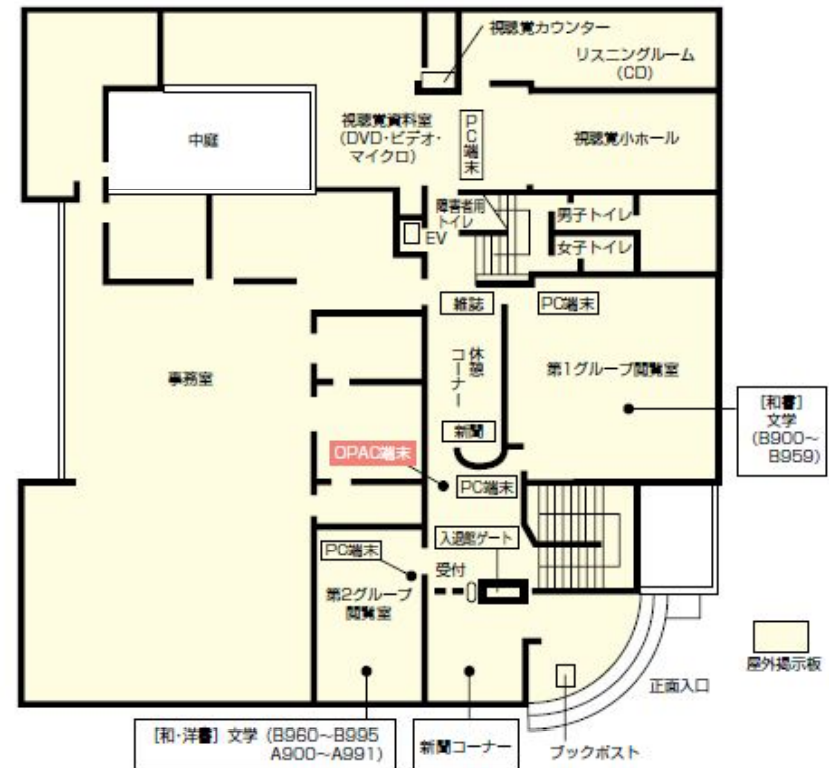 視聴覚カウンター
リスニングルーム
(CD)
中庭
視聴覚資料室
(DVD・ビデオ・
マイクロ)
PC端末
視聴覚小ホール
障害者用
トイレ
EV
男子トイレ
女子トイレ
雑誌
PC端末
休憩
コーナー
第1グループ閲覧室
事務室
[和書]
文学
(B900～
B959)
新聞
OPAC端末
PC端末
入退館ゲート
PC端末
受付
第2グループ
閲覧室
屋外掲示板
正面入口
[和・洋書] 文学 (B960～B995
A900～A991)
新聞コーナー
ブックポスト